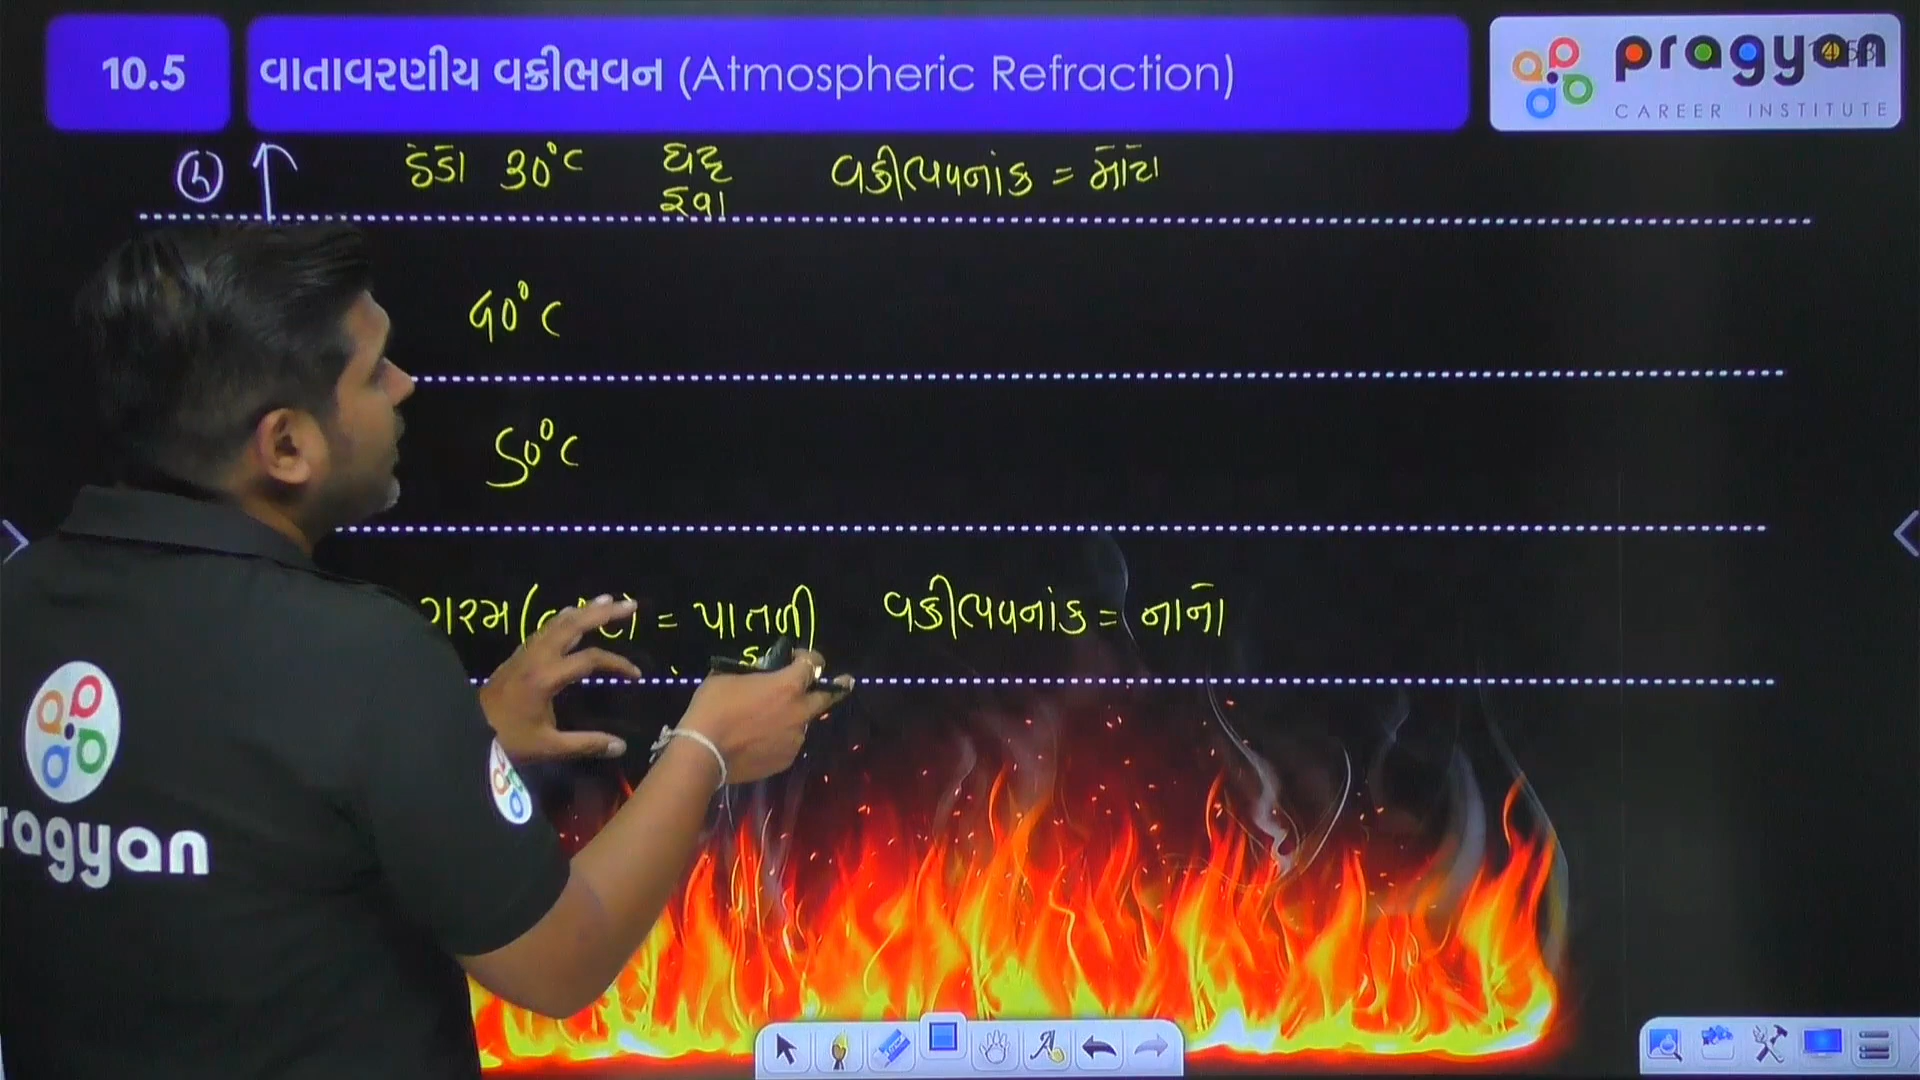 10.5 વાતાવરણીય વક્રીભવન (Atmospheric Refraction)
pragyan
CAREER INSTITUTE
h ઠંડી 30°C ઘટ્ટ વક્રીભવનાંક = મોટો
હવા
40°C
50°C
ગરમ = પાતળી વક્રીભવનાંક = નાનો
ragyan